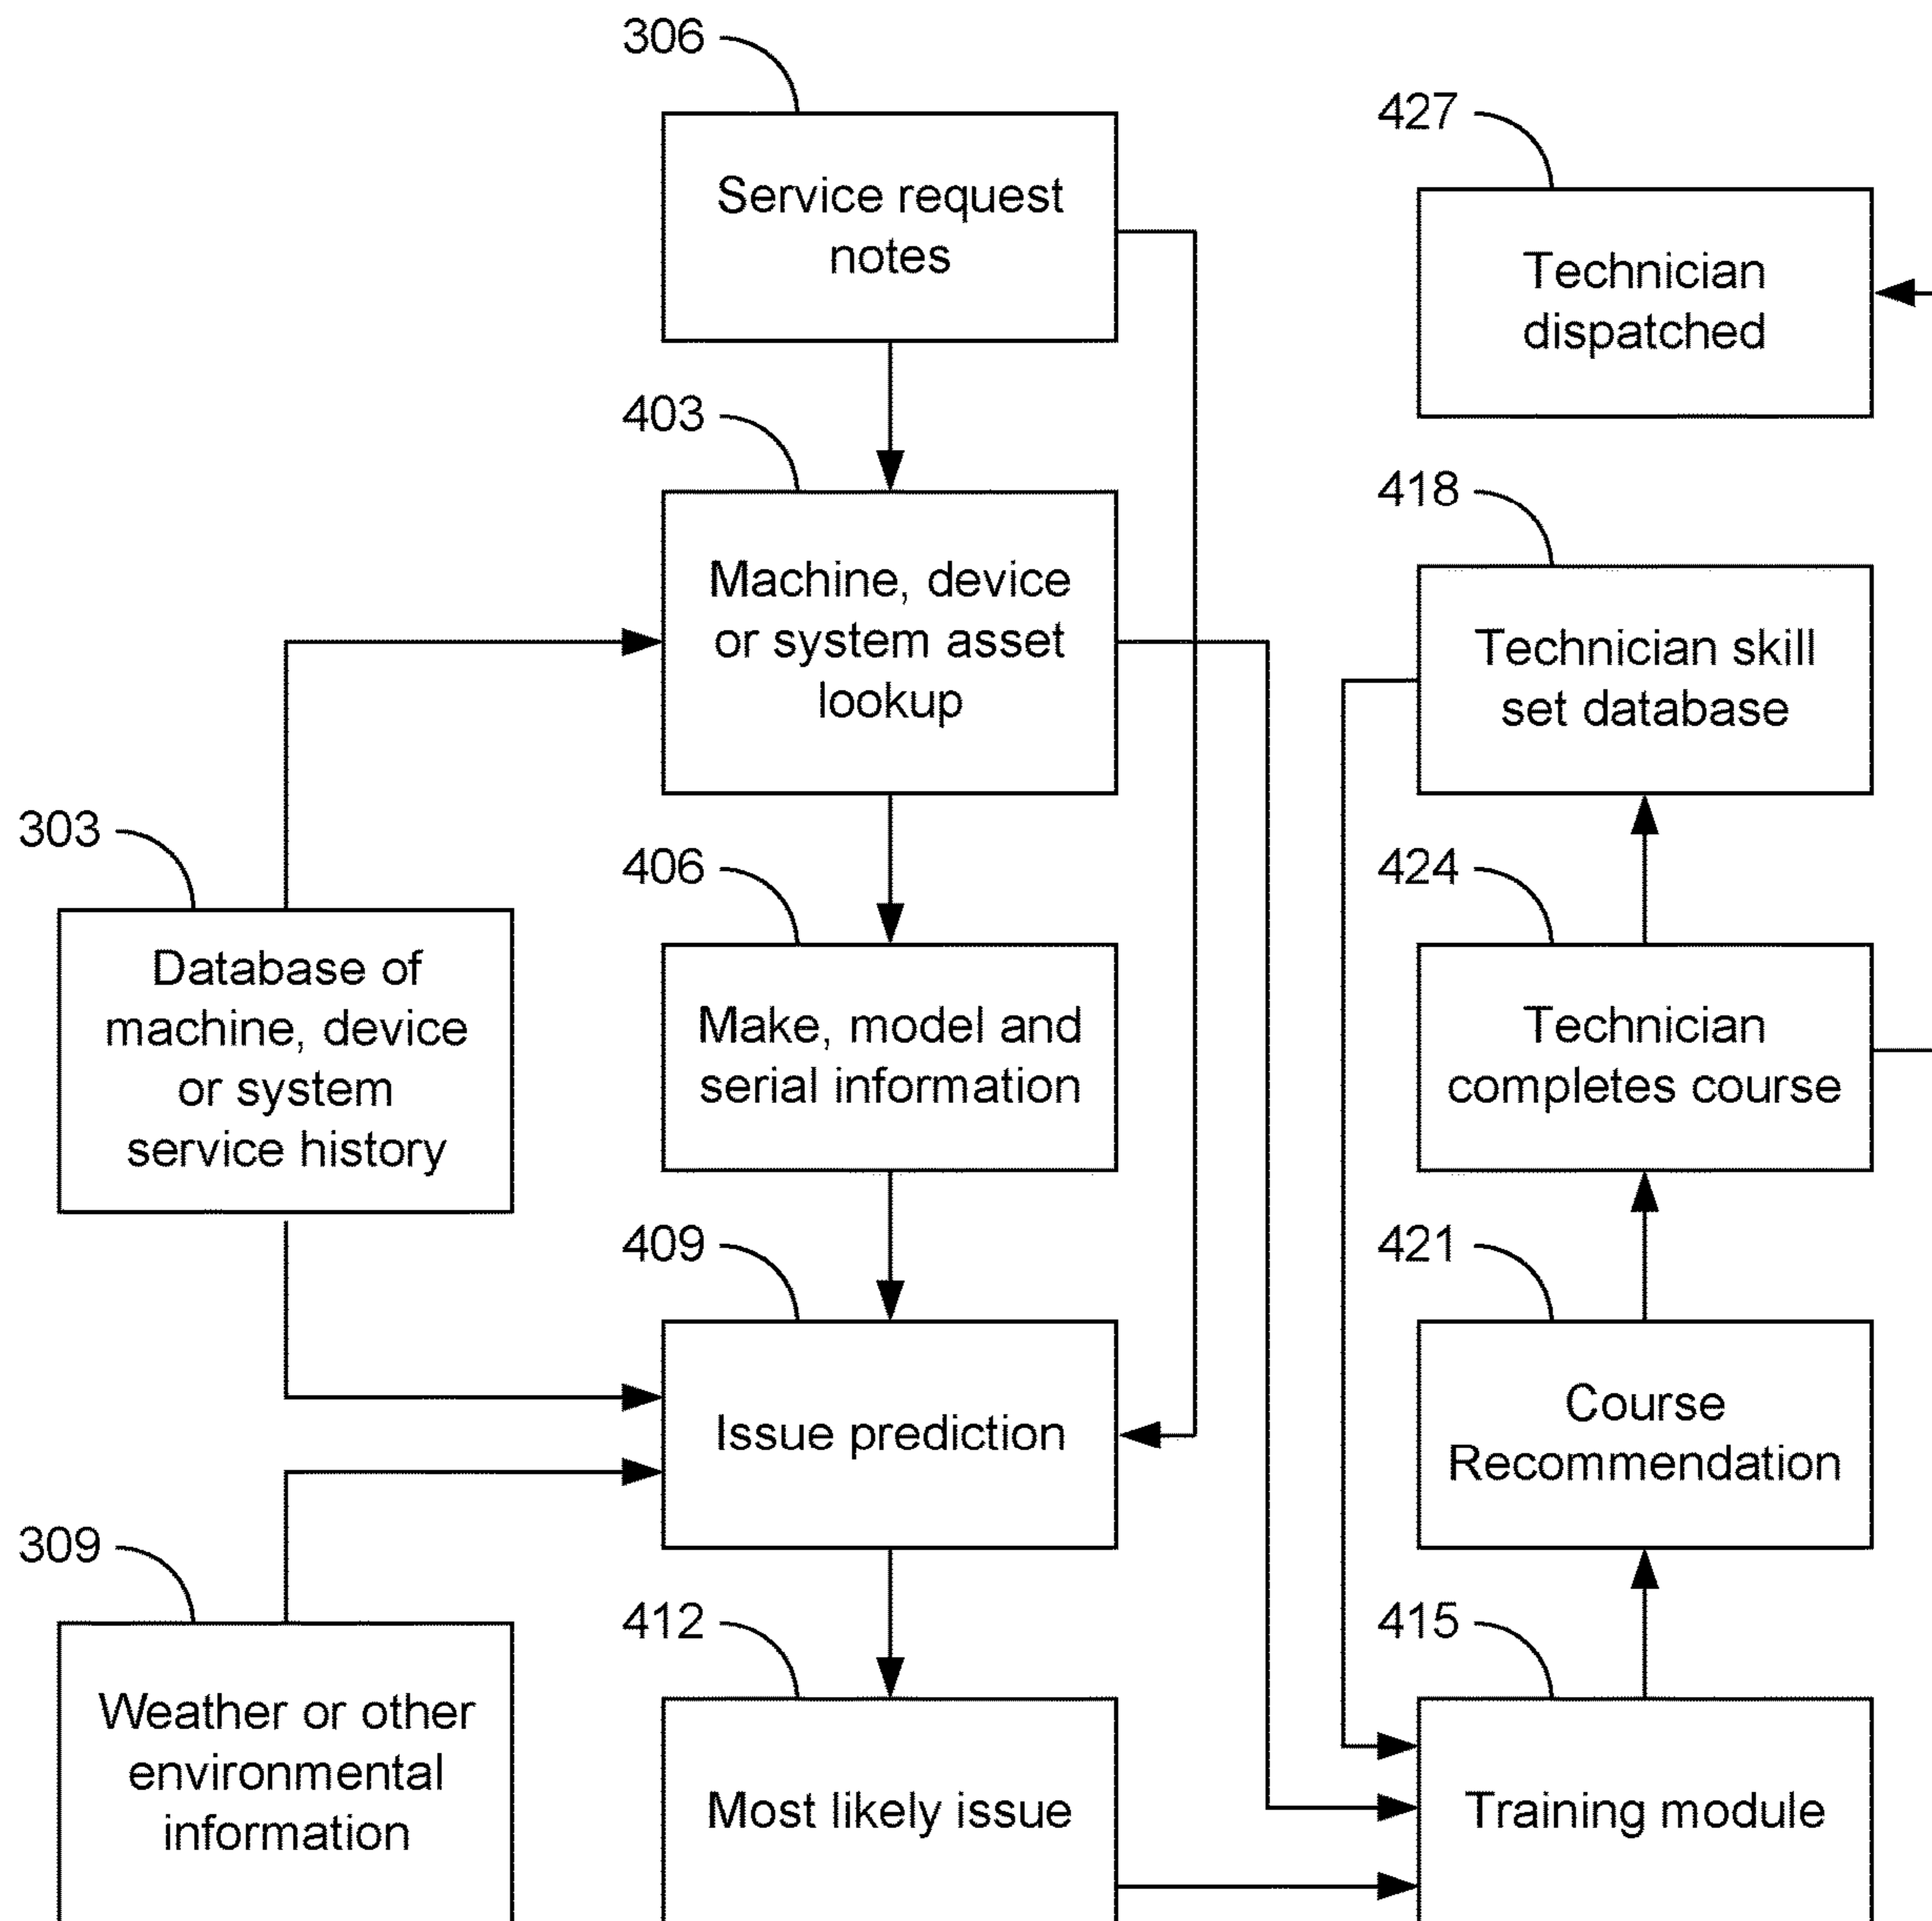 306
Service request
notes
427
Technician
dispatched
403
Machine, device
or system asset
lookup
418
Technician skill
set database
303
Database of
machine, device
or system
service history
406
Make, model and
serial information
424
Technician
completes course
409
Issue prediction
421
Course
Recommendation
309
Weather or other
environmental
information
412
Most likely issue
415
Training module